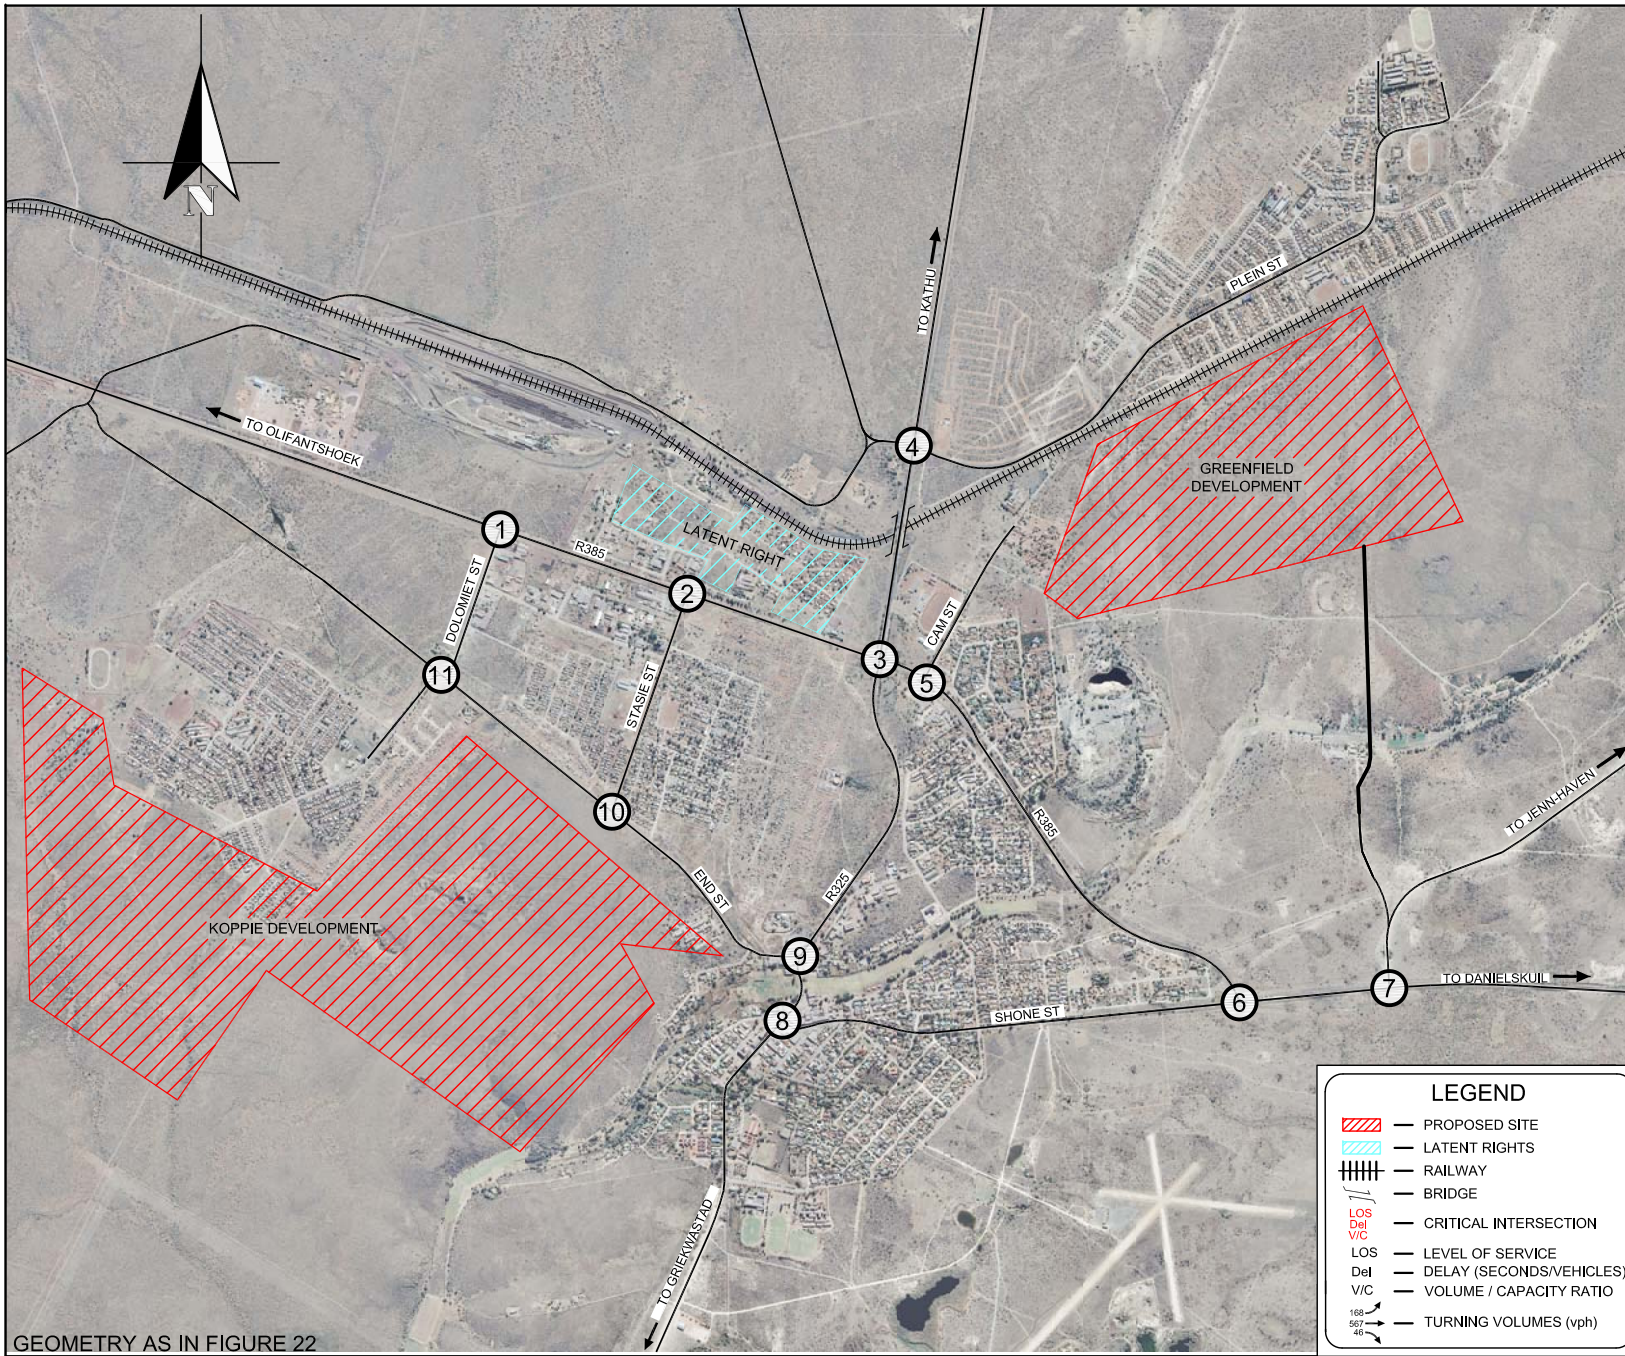 N
TO KATHU
PLEIN ST
TO OLIFANTSHOEK
4
GREENFIELD
DEVELOPMENT
1
R385
LATENT RIGHT
DOLOMIET ST
2
CAM ST
3
5
11
STASIE ST
10
R385
TO JENN-HAVEN
END ST
R325
KOPPIE DEVELOPMENT
9
TO DANIELSKUIL
7
6
SHONE ST
8
TO GRIEKWASTAD
LEGEND
PROPOSED SITE
LATENT RIGHTS
RAILWAY
BRIDGE
LOS
Del
V/C
CRITICAL INTERSECTION
LOS LEVEL OF SERVICE
Del DELAY (SECONDS/VEHICLES)
V/C VOLUME / CAPACITY RATIO
168
567
46
TURNING VOLUMES (vph)
GEOMETRY AS IN FIGURE 22